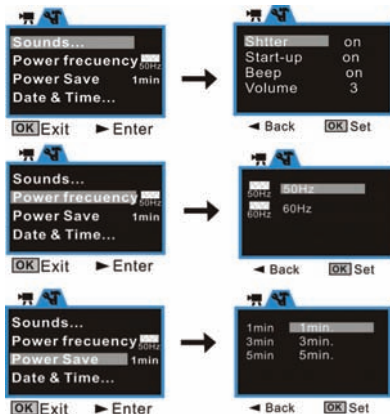 Sounds...
Power frecuency 50Hz
Power Save 1min
Date & Time...
OK Exit ► Enter
Shtter on
Start-up on
Beep on
Volume 3
◄ Back OK Set
Sounds...
Power frecuency 50Hz
Power Save 1min
Date & Time...
OK Exit ► Enter
50Hz 50Hz
60Hz 60Hz
◄ Back OK Set
Sounds...
Power frecuency 50Hz
Power Save 1min
Date & Time...
OK Exit ► Enter
1min 1min.
3min 3min.
5min 5min.
◄ Back OK Set